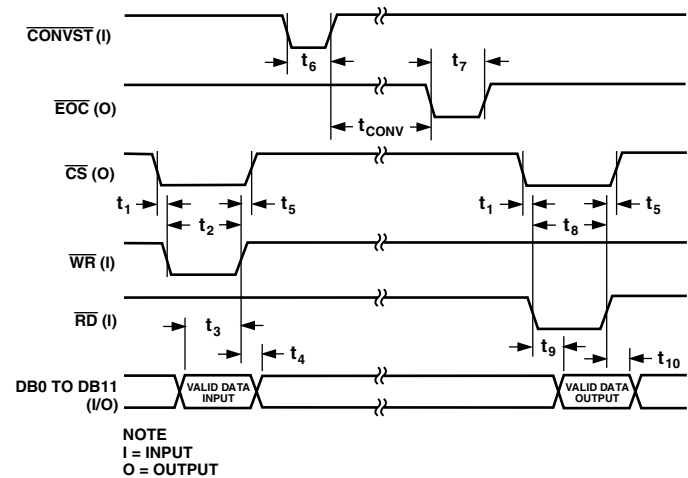 CONVST (I)
t6
t7
EOC (O)
tCONV
CS (O)
t1
t2
t5
t1
t8
t5
WR (I)
RD (I)
t3
t4
t9
t10
DB0 TO DB11
(I/O)
VALID DATA
INPUT
VALID DATA
OUTPUT
NOTE
I = INPUT
O = OUTPUT